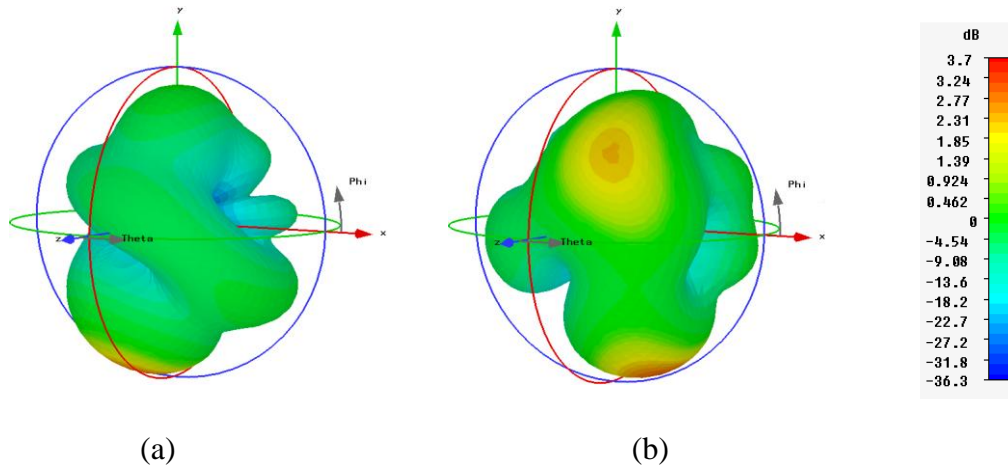 y
Phi
x
z
Theta
(a)
y
Phi
x
z
Theta
(b)
dB
3.7
3.24
2.77
2.31
1.85
1.39
0.924
0.462
0
-4.54
-9.08
-13.6
-18.2
-22.7
-27.2
-31.8
-36.3